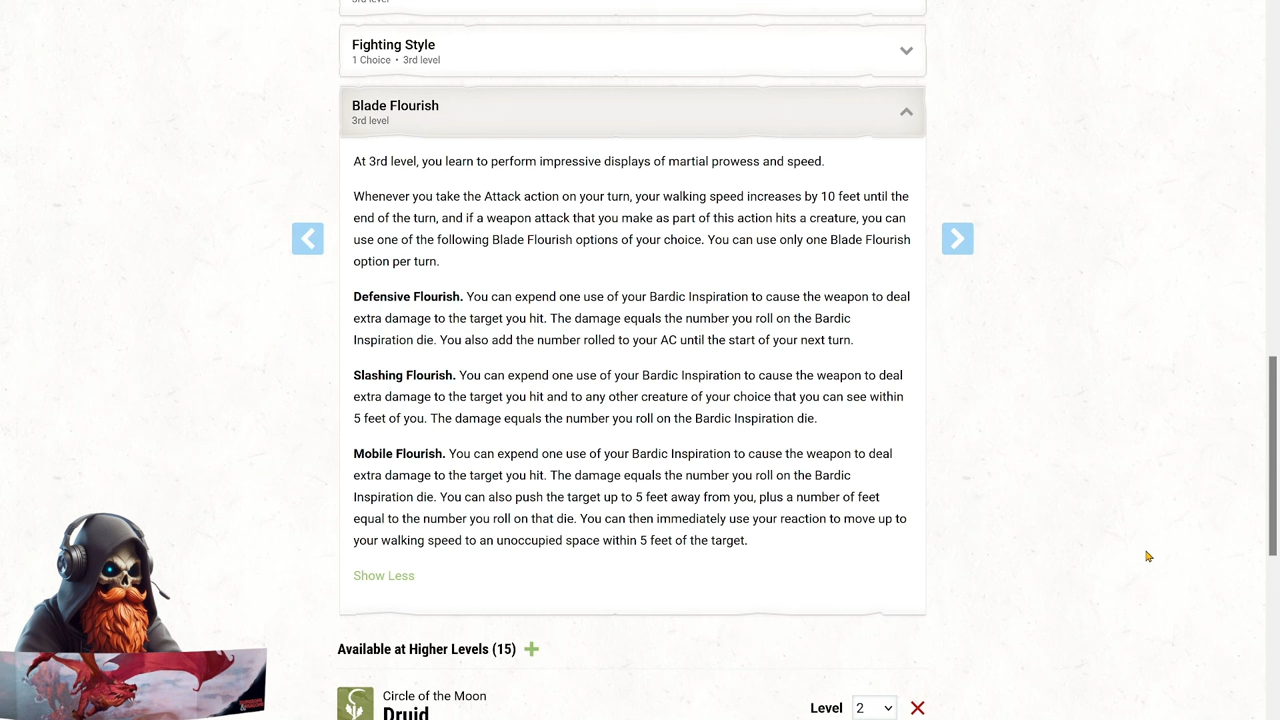 3rd level
Fighting Style
1 Choice • 3rd level
Blade Flourish
3rd level
At 3rd level, you learn to perform impressive displays of martial prowess and speed.
Whenever you take the Attack action on your turn, your walking speed increases by 10 feet until the
end of the turn, and if a weapon attack that you make as part of this action hits a creature, you can
use one of the following Blade Flourish options of your choice. You can use only one Blade Flourish
option per turn.
Defensive Flourish. You can expend one use of your Bardic Inspiration to cause the weapon to deal
extra damage to the target you hit. The damage equals the number you roll on the Bardic
Inspiration die. You also add the number rolled to your AC until the start of your next turn.
Slashing Flourish. You can expend one use of your Bardic Inspiration to cause the weapon to deal
extra damage to the target you hit and to any other creature of your choice that you can see within
5 feet of you. The damage equals the number you roll on the Bardic Inspiration die.
Mobile Flourish. You can expend one use of your Bardic Inspiration to cause the weapon to deal
extra damage to the target you hit. The damage equals the number you roll on the Bardic
Inspiration die. You can also push the target up to 5 feet away from you, plus a number of feet
equal to the number you roll on that die. You can then immediately use your reaction to move up to
your walking speed to an unoccupied space within 5 feet of the target.
Show Less
Available at Higher Levels (15)
Circle of the Moon
Druid
Level 2